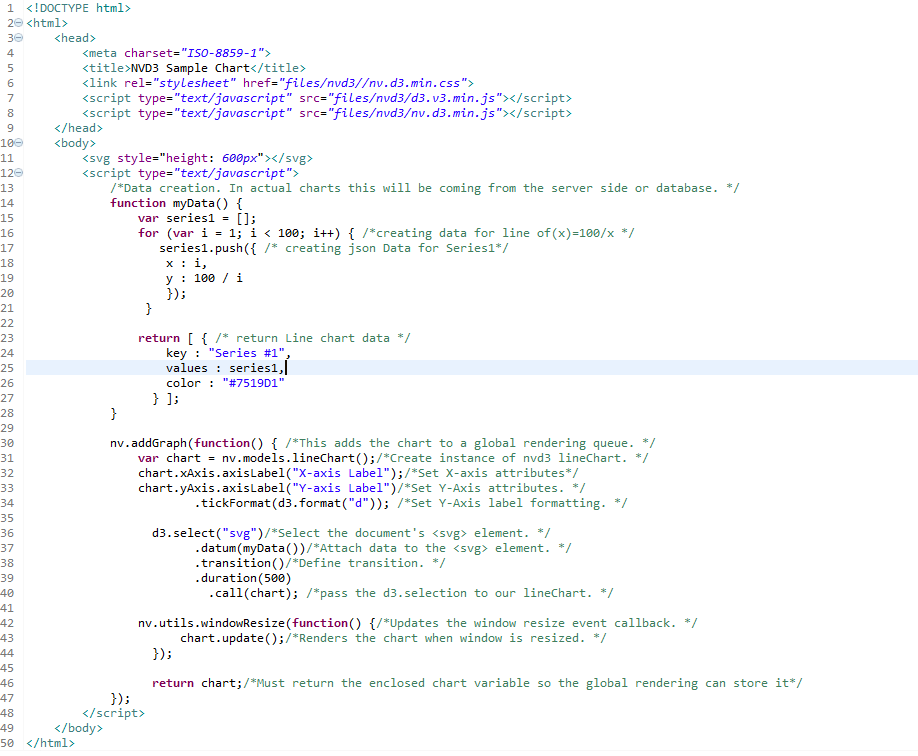 1 <!DOCTYPE html>
2 <html>
3     <head>
4         <meta charset="ISO-8859-1">
5         <title>NVD3 Sample Chart</title>
6         <link rel="stylesheet" href="files/nvd3//nv.d3.min.css">
7         <script type="text/javascript" src="files/nvd3/d3.v3.min.js"></script>
8         <script type="text/javascript" src="files/nvd3/nv.d3.min.js"></script>
9     </head>
10     <body>
11         <svg style="height: 600px"></svg>
12         <script type="text/javascript">
13             /*Data creation. In actual charts this will be coming from the server side or database. */
14             function myData() {
15                 var series1 = [];
16                 for (var i = 1; i < 100; i++) { /*creating data for line of(x)=100/x */
17                    series1.push({ /* creating json Data for Series1*/
18                     x : i,
19                     y : 100 / i
20                     });
21                  }
22
23                 return [ { /* return Line chart data */
24                     key : "Series #1",
25                     values : series1,
26                     color : "#7519D1"
27                   } ];
28             }
29
30             nv.addGraph(function() { /*This adds the chart to a global rendering queue. */
31                 var chart = nv.models.lineChart();/*Create instance of nvd3 lineChart. */
32                 chart.xAxis.axisLabel("X-axis Label");/*Set X-axis attributes*/
33                 chart.yAxis.axisLabel("Y-axis Label")/*Set Y-Axis attributes. */
34                         .tickFormat(d3.format("d")); /*Set Y-Axis label formatting. */
35
36                   d3.select("svg")/*Select the document's <svg> element. */
37                         .datum(myData())/*Attach data to the <svg> element. */
38                         .transition()/*Define transition. */
39                         .duration(500)
40                           .call(chart); /*pass the d3.selection to our lineChart. */
41
42                 nv.utils.windowResize(function() {/*Updates the window resize event callback. */
43                       chart.update();/*Renders the chart when window is resized. */
44                   });
45
46                   return chart;/*Must return the enclosed chart variable so the global rendering can store it*/
47             });
48         </script>
49     </body>
50 </html>